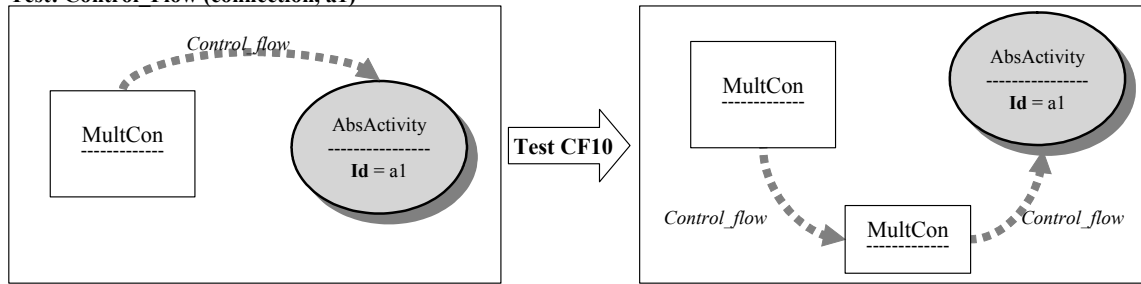 Test: Control_Flow (connection, a1)
Control_flow
MultCon
-------------
AbsActivity
----------------
Id = a1
Test CF10
MultCon
-------------
AbsActivity
----------------
Id = a1
Control_flow
MultCon
-------------
Control_flow